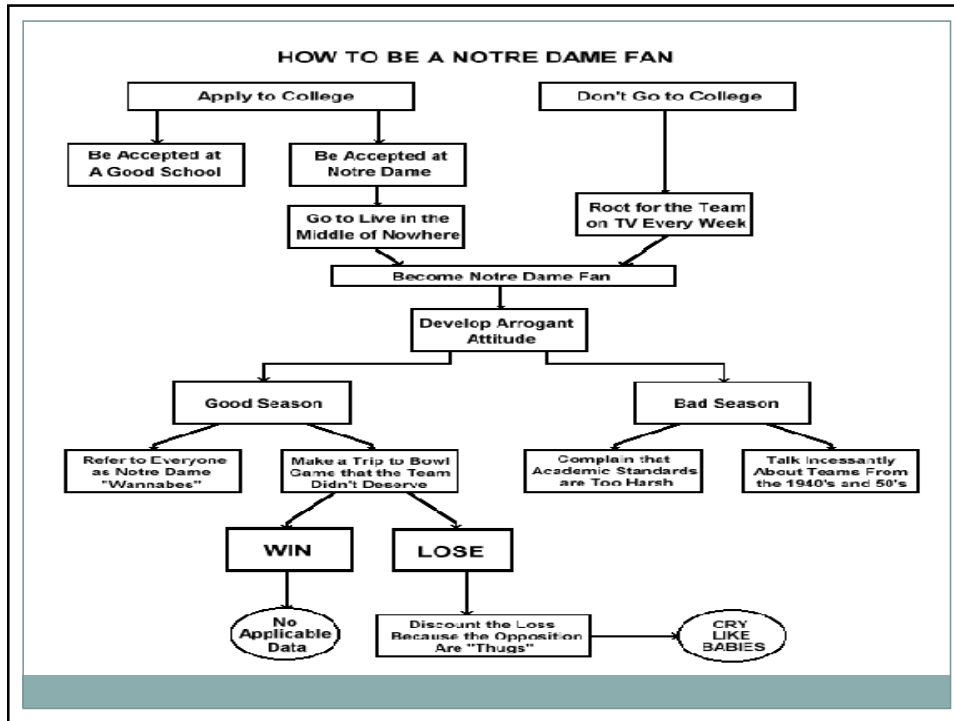 HOW TO BE A NOTRE DAME FAN
Apply to College
Don't Go to College
Be Accepted at
A Good School
Be Accepted at
Notre Dame
Go to Live in the
Middle of Nowhere
Root for the Team
on TV Every Week
Become Notre Dame Fan
Develop Arrogant
Attitude
Good Season
Bad Season
Refer to Everyone
as Notre Dame
"Wannabes"
Make a Trip to Bowl
Game that the Team
Didn't Deserve
Complain that
Academic Standards
are Too Harsh
Talk Incessantly
About Teams From
the 1940's and 50's
WIN
LOSE
No
Applicable
Data
Discount the Loss
Because the Opposition
Are "Thugs"
CRY
LIKE
BABIES